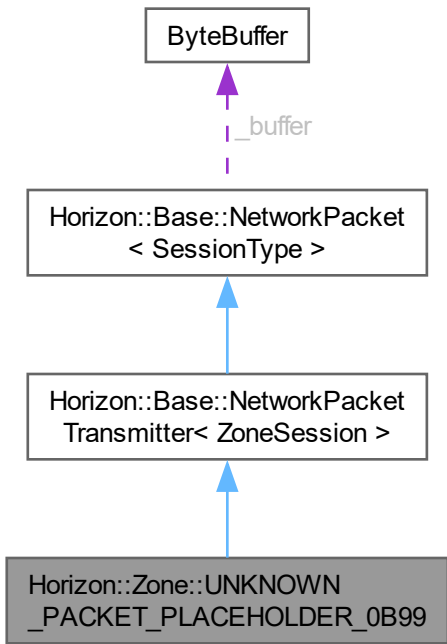 ByteBuffer
_buffer
Horizon::Base::NetworkPacket
< SessionType >
Horizon::Base::NetworkPacket
Transmitter< ZoneSession >
Horizon::Zone::UNKNOWN
_PACKET_PLACEHOLDER_0B99